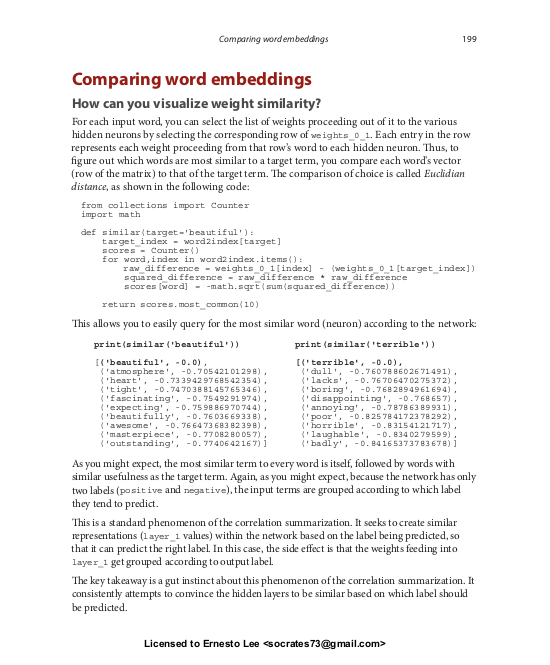 Comparing word embeddings
199
Comparing word embeddings
How can you visualize weight similarity?
For each input word, you can select the list of weights proceeding out of it to the various
hidden neurons by selecting the corresponding row of weights_0_1. Each entry in the row
represents each weight proceeding from that row's word to each hidden neuron. Thus, to
figure out which words are most similar to a target term, you compare each word's vector
(row of the matrix) to that of the target term. The comparison of choice is called Euclidian
distance, as shown in the following code:
from collections import Counter
import math
def similar(target='beautiful'):
    target_index = word2index[target]
    scores = Counter()
    for word,index in word2index.items():
        raw_difference = weights_0_1[index] - (weights_0_1[target_index])
        squared_difference = raw_difference * raw_difference
        scores[word] = -math.sqrt(sum(squared_difference))
    return scores.most_common(10)
This allows you to easily query for the most similar word (neuron) according to the network:
print(similar('beautiful'))
[('beautiful', -0.0),
('atmosphere', -0.70542101298),
('heart', -0.7339429768542354),
('tight', -0.7470388145765346),
('fascinating', -0.7549291974),
('expecting', -0.759886970744),
('beautifully', -0.7603669338),
('awesome', -0.76647368382398),
('masterpiece', -0.7708280057),
('outstanding', -0.7740642167)]
print(similar('terrible'))
[('terrible', -0.0),
('dull', -0.760788602671491),
('lacks', -0.76706470275372),
('boring', -0.7682894961694),
('disappointing', -0.768657),
('annoying', -0.78786389931),
('poor', -0.825784172378292),
('horrible', -0.83154121717),
('laughable', -0.8340279599),
('badly', -0.84165373783678)]
As you might expect, the most similar term to every word is itself, followed by words with
similar usefulness as the target term. Again, as you might expect, because the network has only
two labels (positive and negative), the input terms are grouped according to which label
they tend to predict.
This is a standard phenomenon of the correlation summarization. It seeks to create similar
representations (layer_1 values) within the network based on the label being predicted, so
that it can predict the right label. In this case, the side effect is that the weights feeding into
layer_1 get grouped according to output label.
The key takeaway is a gut instinct about this phenomenon of the correlation summarization. It
consistently attempts to convince the hidden layers to be similar based on which label should
be predicted.
Licensed to Ernesto Lee <socrates73@gmail.com>